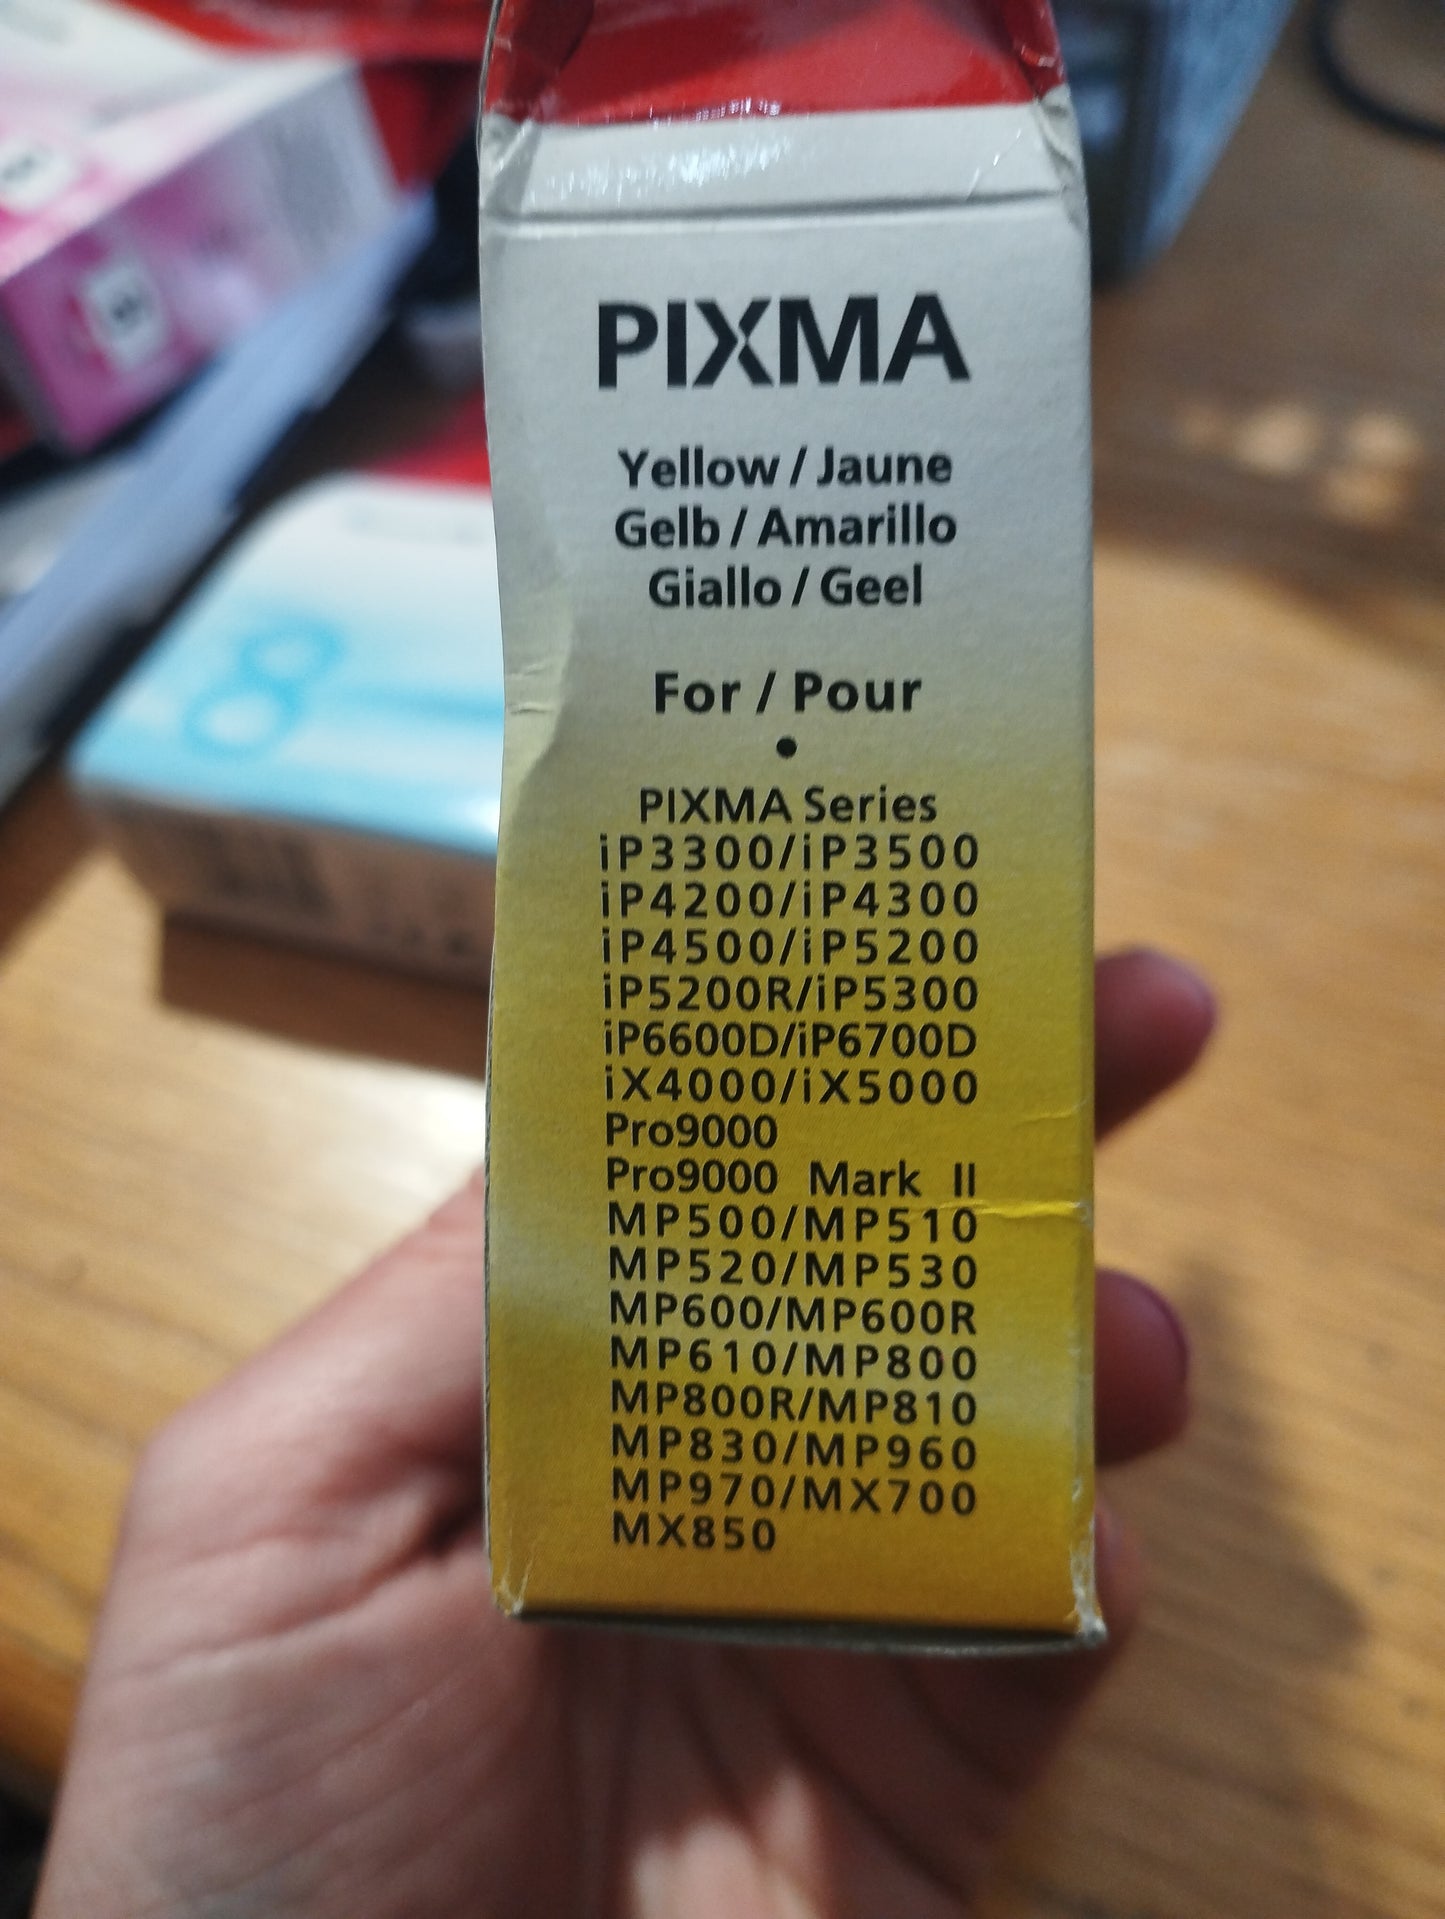 PIXMA
Yellow / Jaune
Gelb / Amarillo
Giallo / Geel
For / Pour
•
PIXMA Series
iP3300/iP3500
iP4200/iP4300
iP4500/iP5200
iP5200R/iP5300
iP6600D/iP6700D
iX4000/iX5000
Pro9000
Pro9000 Mark II
MP500/MP510
MP520/MP530
MP600/MP600R
MP610/MP800
MP800R/MP810
MP830/MP960
MP970/MX700
MX850
8